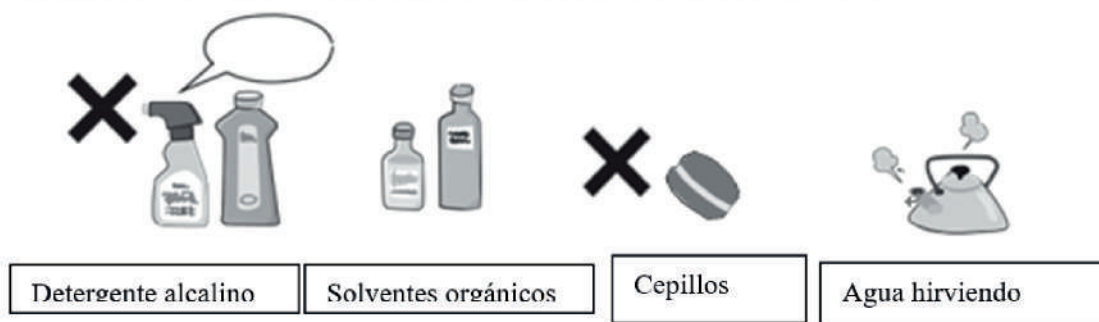 Detergente alcalino
Solventes orgánicos
Cepillos
Agua hirviendo